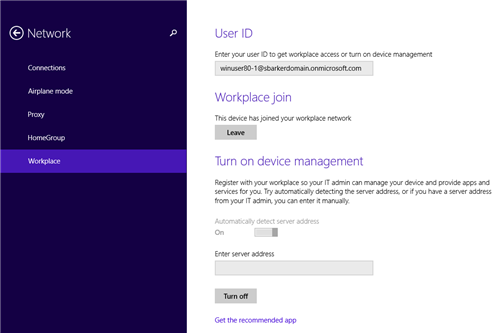 Network
Connections
Airplane mode
Proxy
HomeGroup
Workplace
User ID
Enter your user ID to get workplace access or turn on device management
winuser80-1@sbarkerdomain.onmicrosoft.com
Workplace join
This device has joined your workplace network
Leave
Turn on device management
Register with your workplace so your IT admin can manage your device and provide apps and
services for you. Try automatically detecting the server address, or if you have a server address
from your IT admin, you can enter it manually.
Automatically detect server address
On
Enter server address
Turn off
Get the recommended app